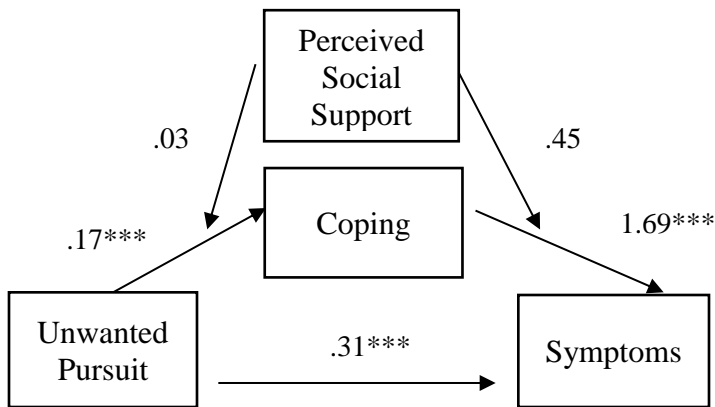 Perceived
Social
Support
.03
.45
Coping
.17***
1.69***
Unwanted
Pursuit
.31***
Symptoms